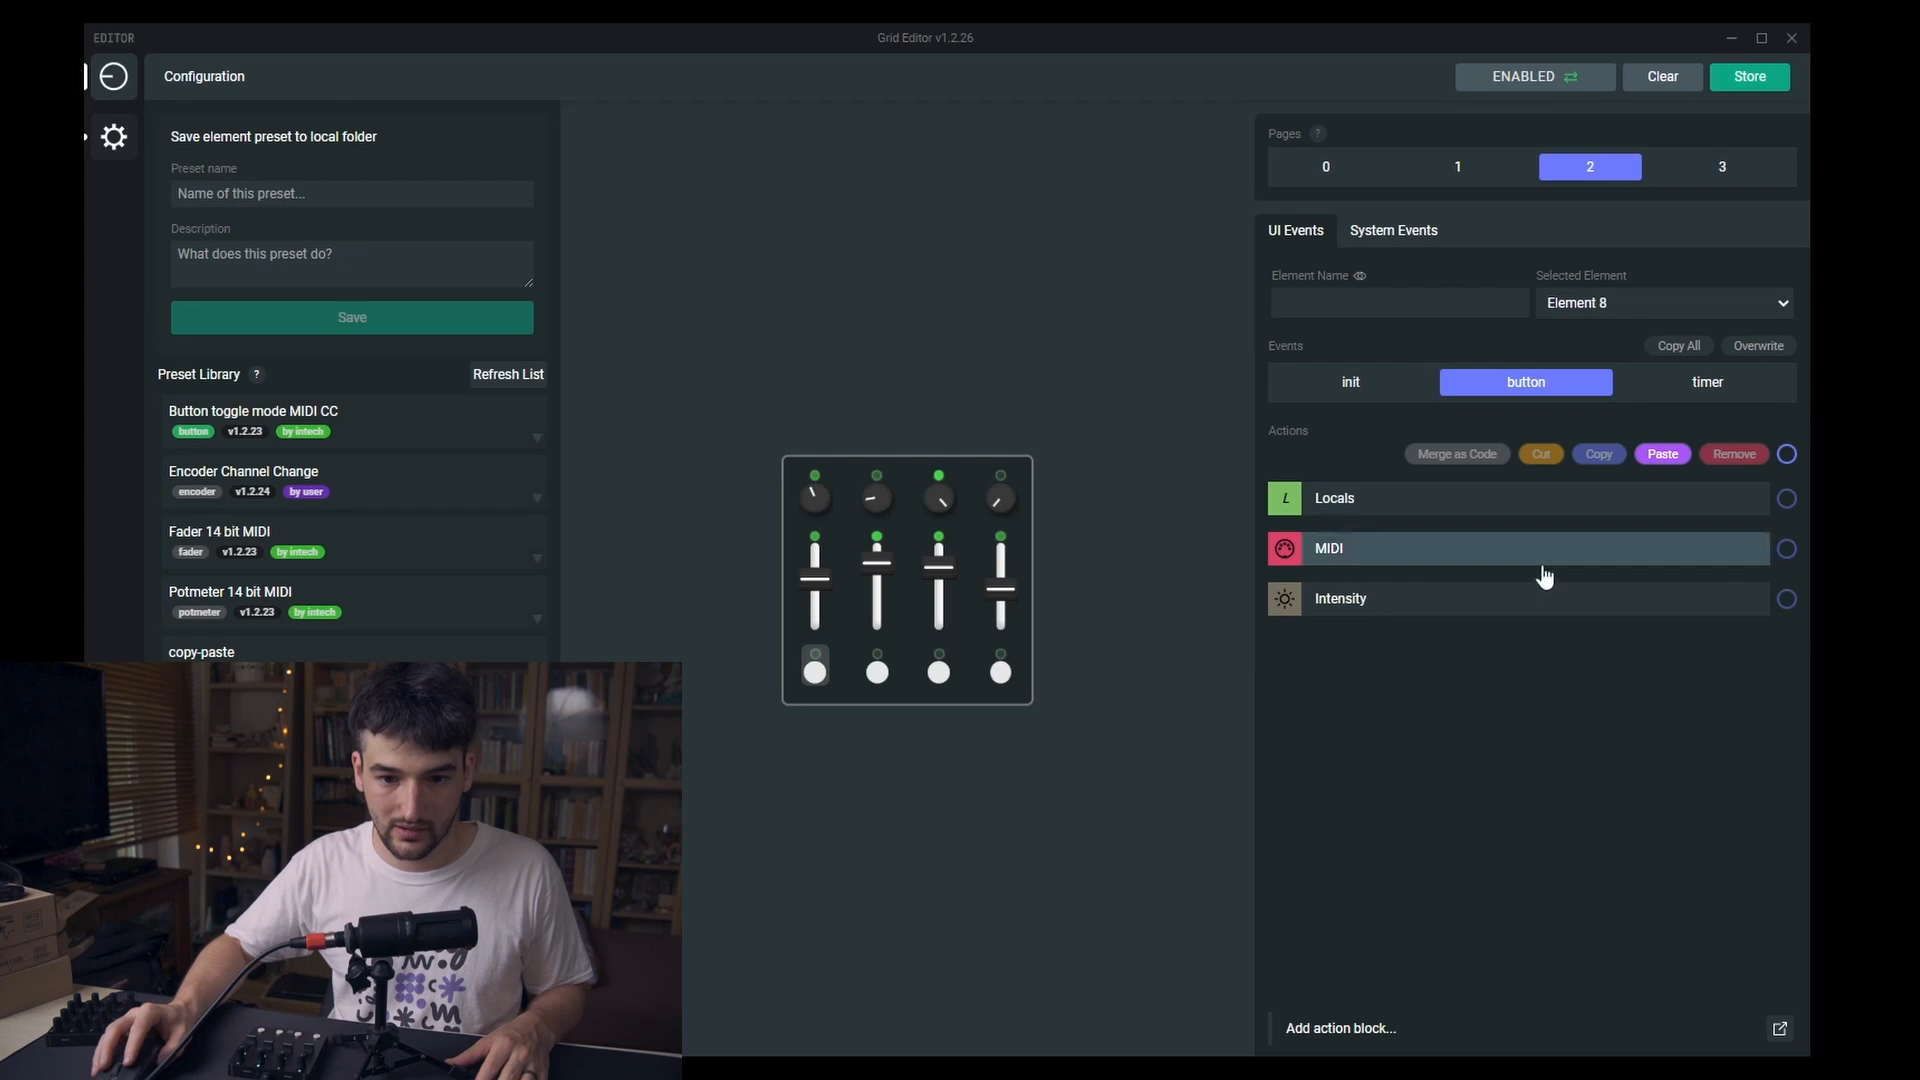 EDITOR
Grid Editor v1.2.26
Configuration
ENABLED
Clear
Store
Save element preset to local folder
Preset name
Name of this preset...
Description
What does this preset do?
Save
Preset Library ?
Refresh List
Button toggle mode MIDI CC
button v1.2.23 by intech
Encoder Channel Change
encoder v1.2.24 by user
Fader 14 bit MIDI
fader v1.2.23 by intech
Potmeter 14 bit MIDI
potmeter v1.2.23 by intech
copy-paste
Pages ?
0 1 2 3
UI Events System Events
Element Name Selected Element
Element 8
Events Copy All Overwrite
init button timer
Actions
Merge as Code Cut Copy Paste Remove
L Locals
MIDI
Intensity
Add action block...